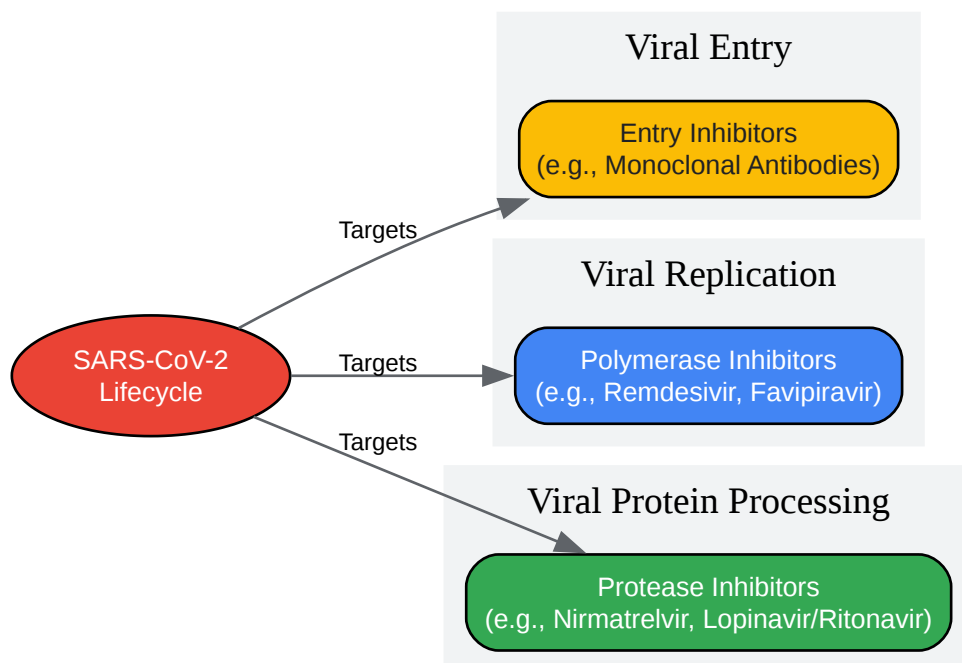 Viral Entry
Entry Inhibitors
(e.g., Monoclonal Antibodies)
Targets
Viral Replication
SARS-CoV-2
Lifecycle
Targets
Polymerase Inhibitors
(e.g., Remdesivir, Favipiravir)
Targets
Viral Protein Processing
Protease Inhibitors
(e.g., Nirmatrelvir, Lopinavir/Ritonavir)